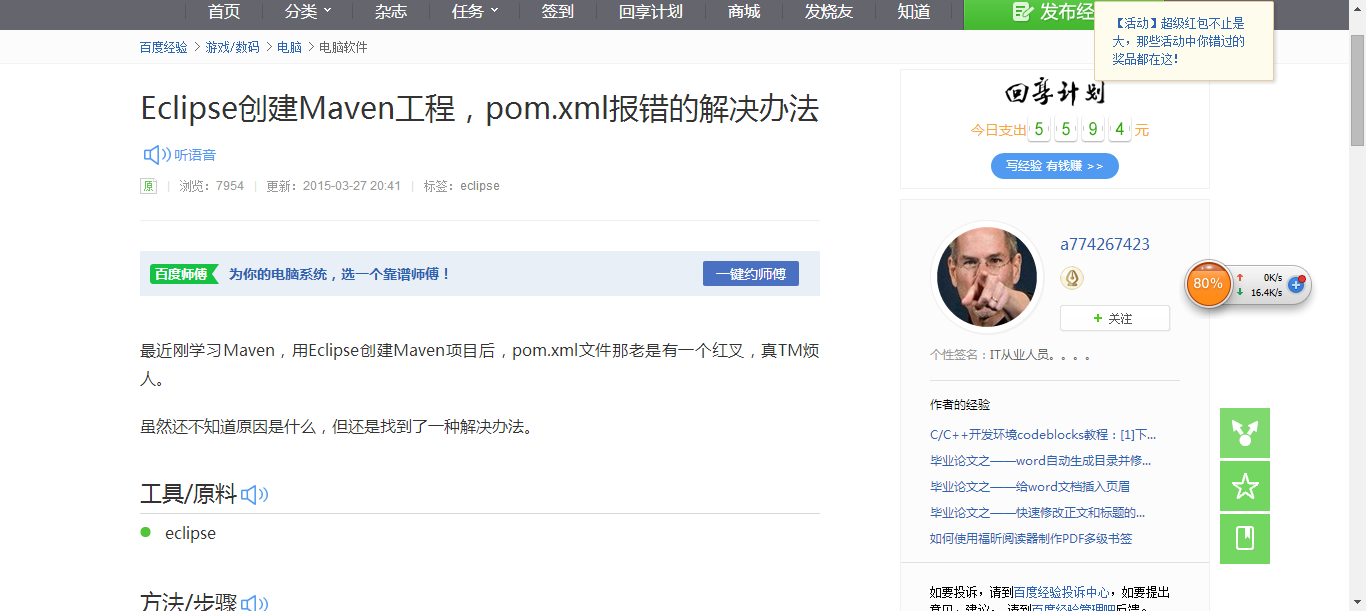 首页 分类 杂志 任务 签到 回享计划 商城 发烧友 知道 发布经
【活动】超级红包不止是
大，那些活动中你错过的
奖品都在这！
百度经验 > 游戏/数码 > 电脑 > 电脑软件
Eclipse创建Maven工程，pom.xml报错的解决办法
听语音
原 | 浏览：7954 | 更新：2015-03-27 20:41 | 标签：eclipse
百度师傅 为你的电脑系统，选一个靠谱师傅！ 一键约师傅
最近刚学习Maven，用Eclipse创建Maven项目后，pom.xml文件那老是有一个红叉，真TM烦
人。
虽然还不知道原因是什么，但还是找到了一种解决办法。
工具/原料
eclipse
方法/步骤
回享计划
今日支出 5 5 9 4 元
写经验 有钱赚 >>
a774267423
+ 关注
个性签名：IT从业人员。。。。
作者的经验
C/C++开发环境codeblocks教程：[1]下...
毕业论文之——word自动生成目录并修...
毕业论文之——给word文档插入页眉
毕业论文之——快速修改正文和标题的...
如何使用福昕阅读器制作PDF多级书签
如要投诉，请到百度经验投诉中心，如要提出
意见、建议， 请到百度经验管理吧反馈。
80%
0K/s
16.4K/s